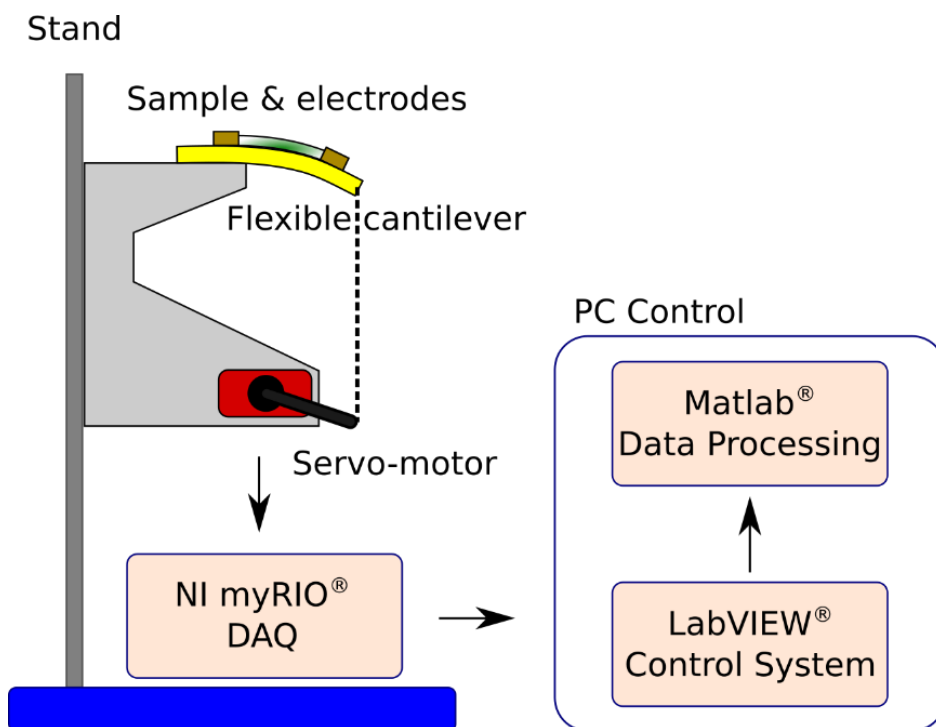 Stand
Sample & electrodes
Flexible cantilever
PC Control
Matlab®
Data Processing
Servo-motor
NI myRIO®
DAQ
LabVIEW®
Control System